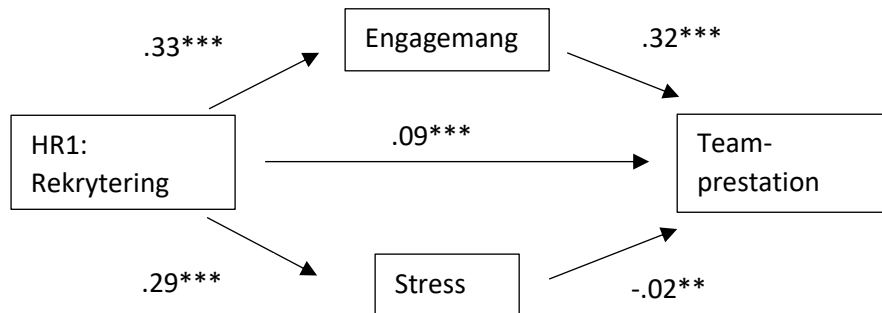 .33***
Engagemang
.32***
HR1:
Rekrytering
.09***
Team-
prestation
.29***
Stress
-.02**